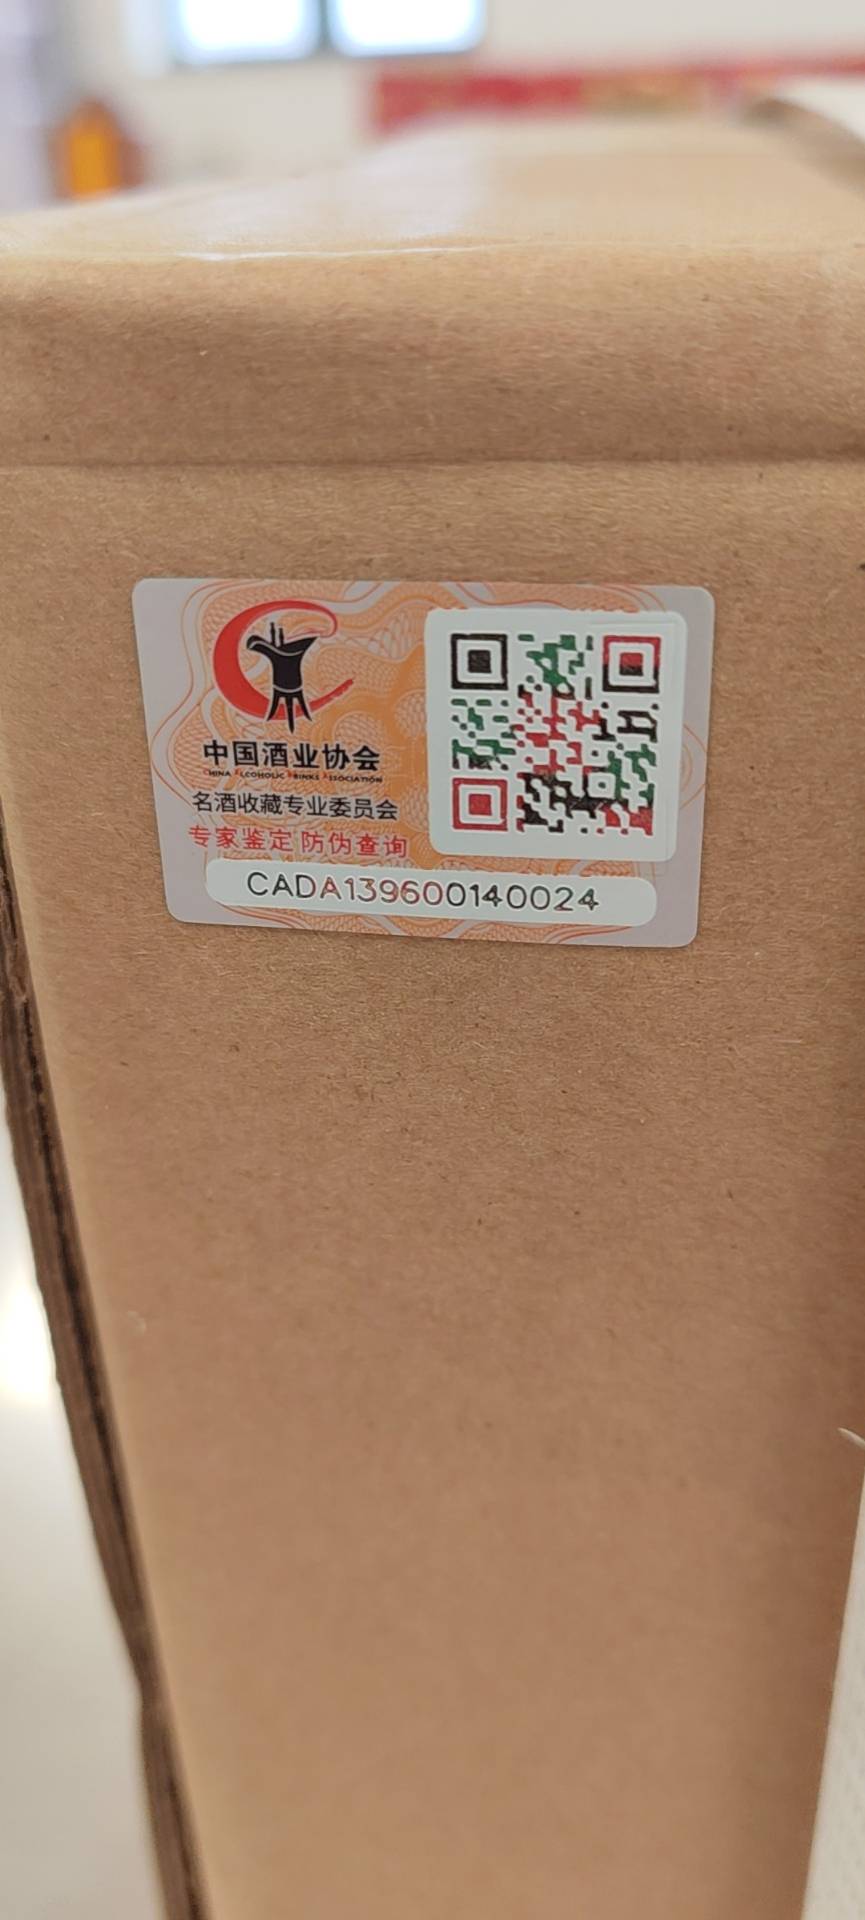 中国酒业协会
CHINA ALCOHOLIC DRINKS ASSOCIATION
名酒收藏专业委员会
专家鉴定 防伪查询
CADA139600140024